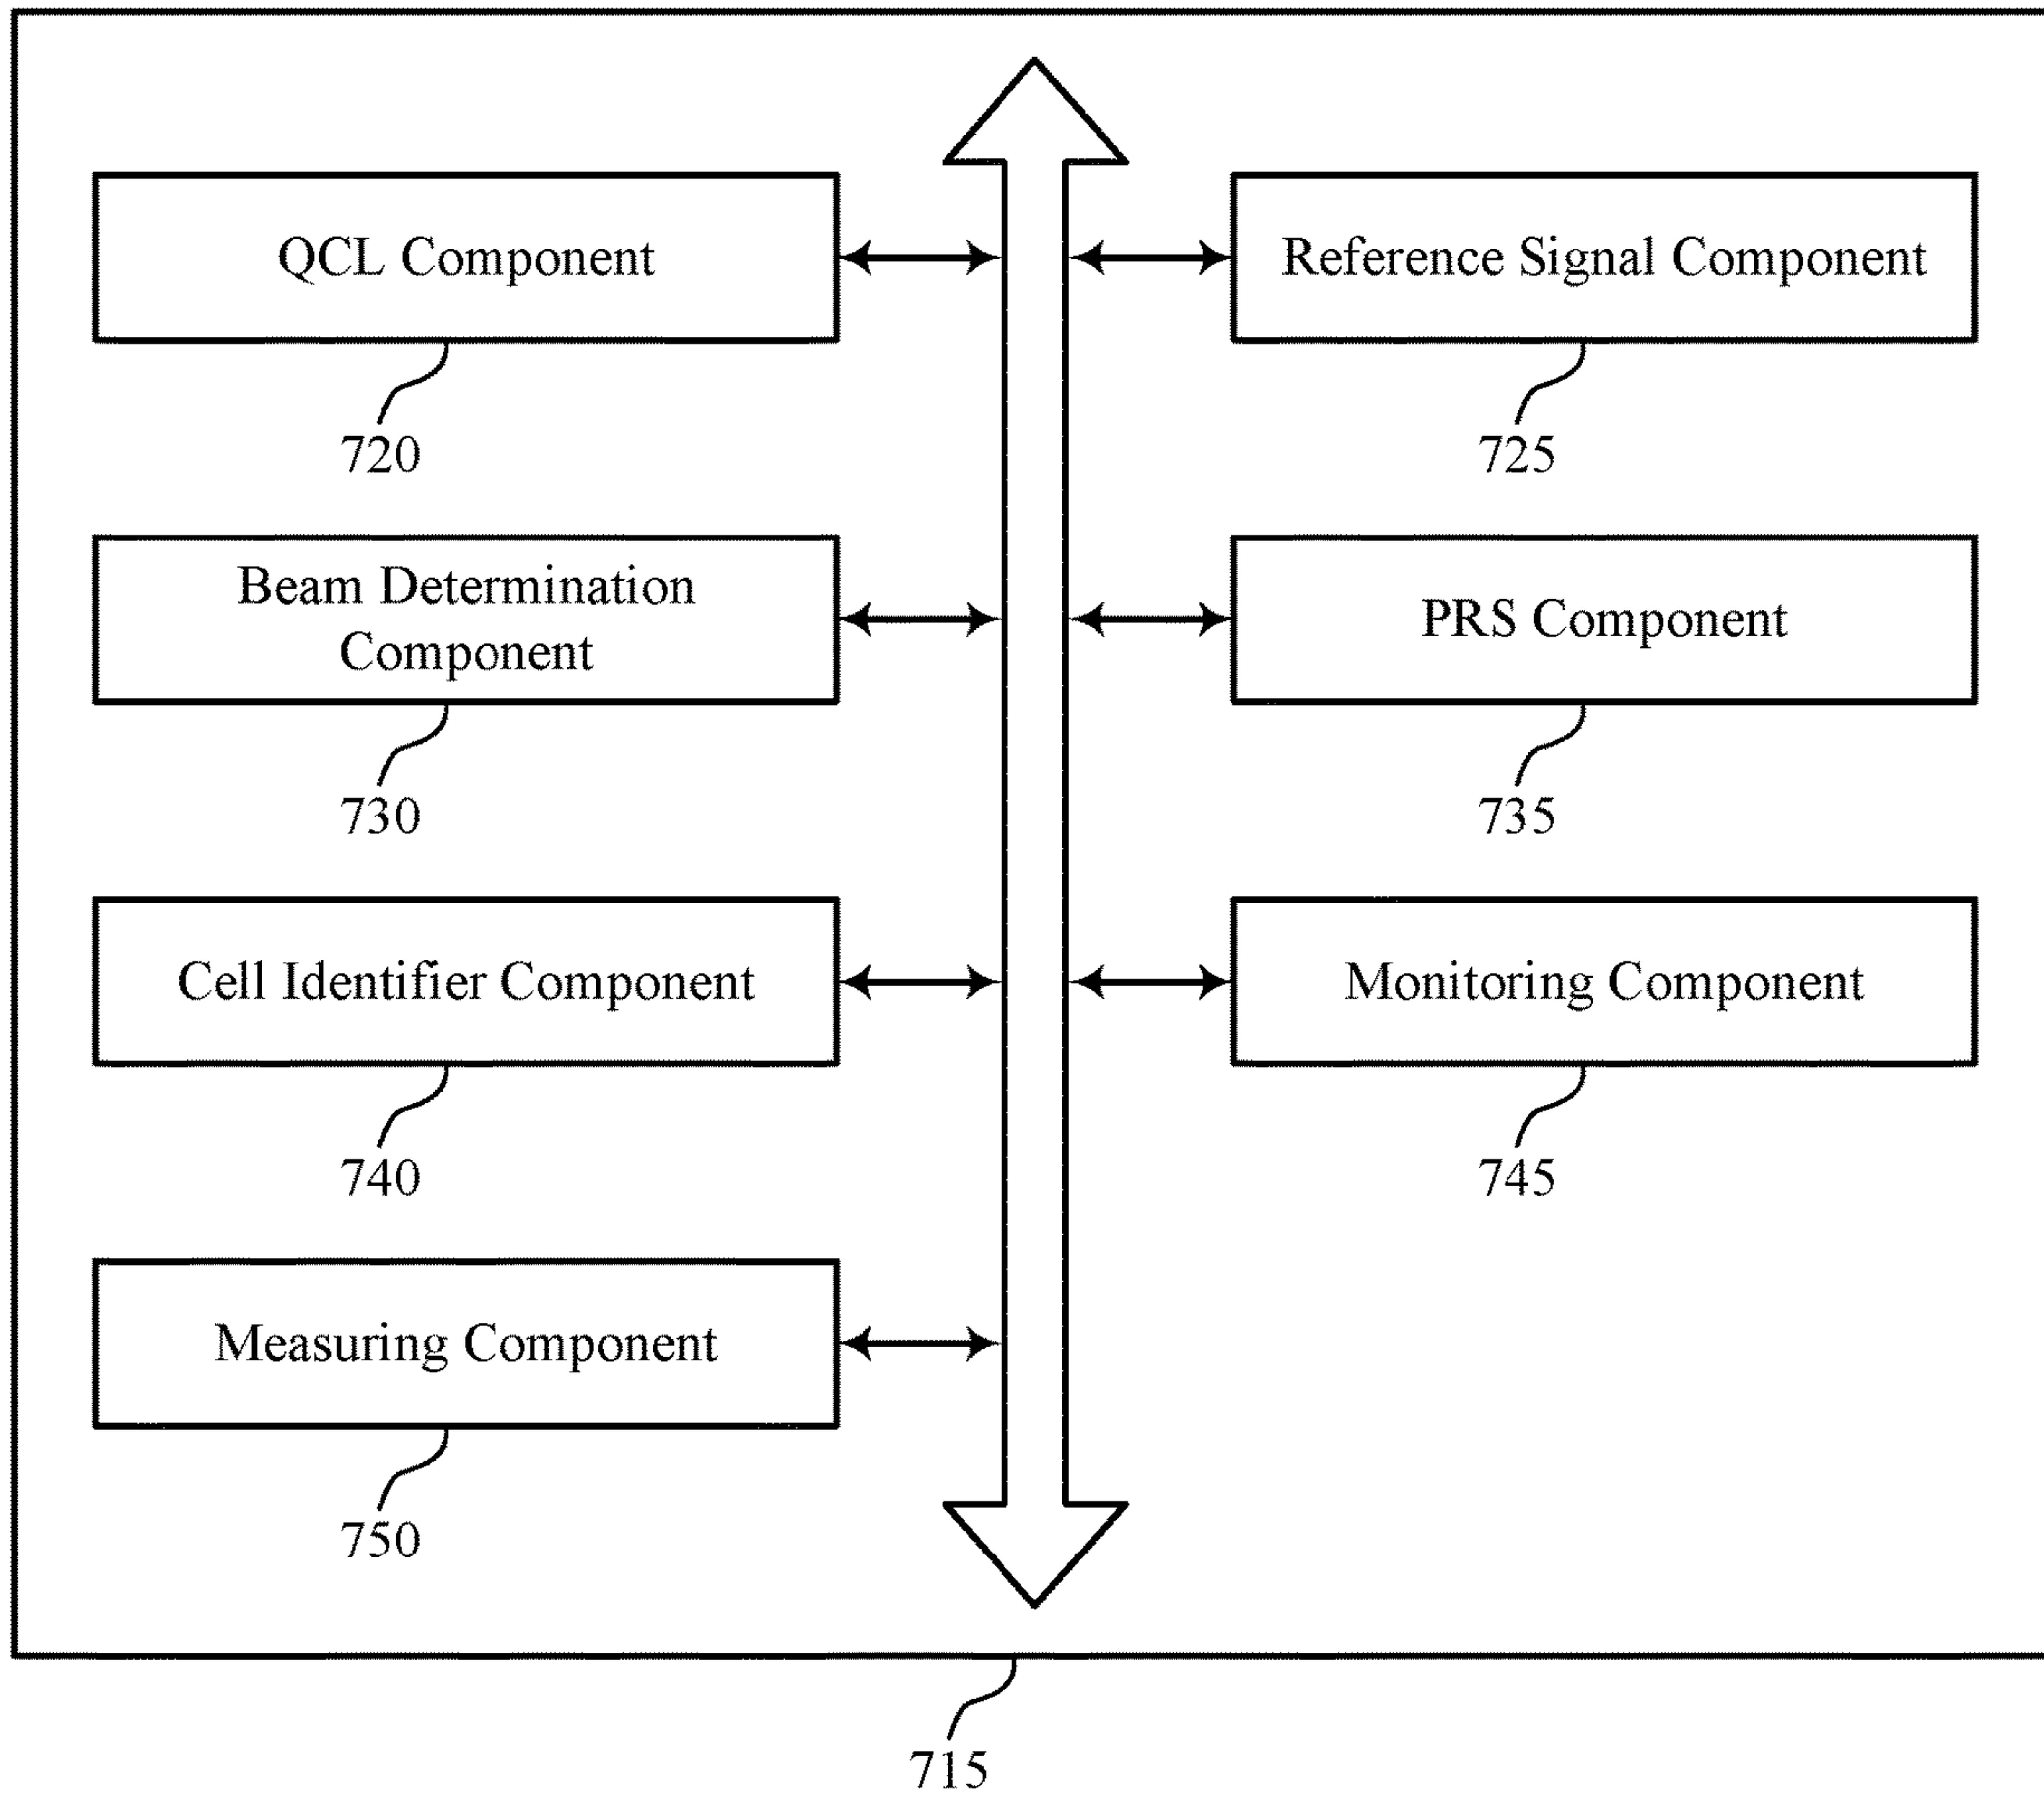 QCL Component
Reference Signal Component
720
725
Beam Determination
Component
PRS Component
730
735
Cell Identifier Component
Monitoring Component
740
745
Measuring Component
750
715